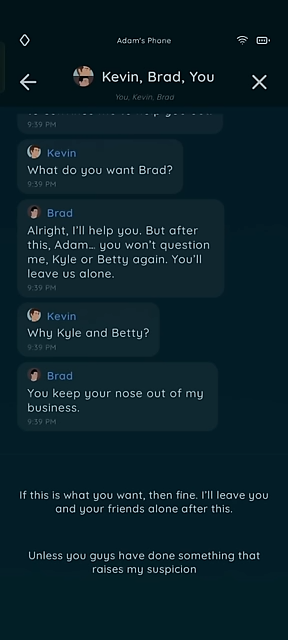 Adam's Phone
Kevin, Brad, You
You, Kevin, Brad
9:39 PM
Kevin
What do you want Brad?
9:39 PM
Brad
Alright, I'll help you. But after
this, Adam... you won't question
me, Kyle or Betty again. You'll
leave us alone.
9:39 PM
Kevin
Why Kyle and Betty?
9:39 PM
Brad
You keep your nose out of my
business.
9:39 PM
If this is what you want, then fine. I'll leave you
and your friends alone after this.
Unless you guys have done something that
raises my suspicion